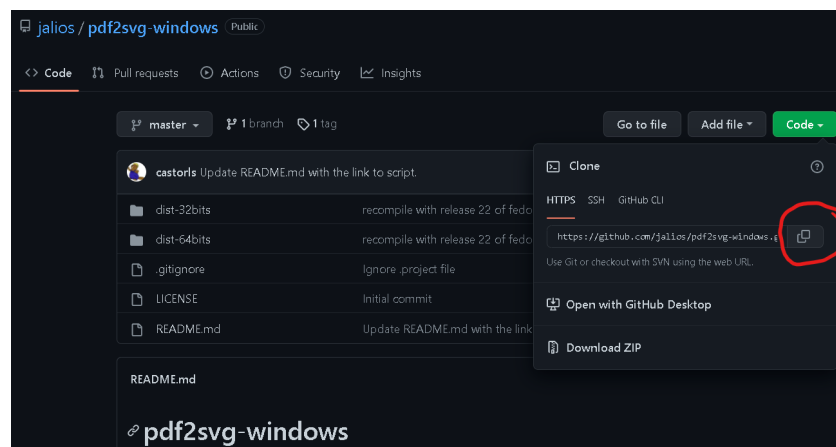 jalios / pdf2svg-windows Public
Code Pull requests Actions Security Insights
master 1 branch 1 tag Go to file Add file Code
castorls Update README.md with the link to script.
dist-32bits recompile with release 22 of fedo
dist-64bits recompile with release 22 of fedo
.gitignore Ignore .project file
LICENSE Initial commit
README.md Update README.md with the link
Clone
HTTPS SSH GitHub CLI
https://github.com/jalios/pdf2svg-windows.g
Use Git or checkout with SVN using the web URL.
Open with GitHub Desktop
Download ZIP
README.md
pdf2svg-windows